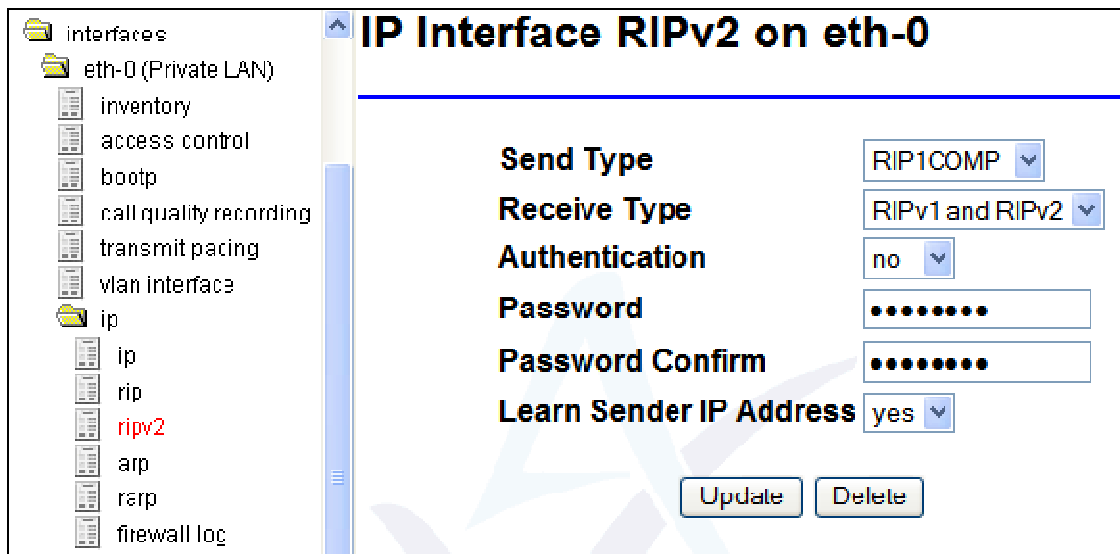 interfaces
eth-0 (Private LAN)
inventory
access control
bootp
call quality recording
transmit pacing
vlan interface
ip
ip
rip
ripv2
arp
rarp
firewall log
IP Interface RIPv2 on eth-0
Send Type RIP1COMP
Receive Type RIPv1 and RIPv2
Authentication no
Password ••••••••
Password Confirm ••••••••
Learn Sender IP Address yes
Update Delete